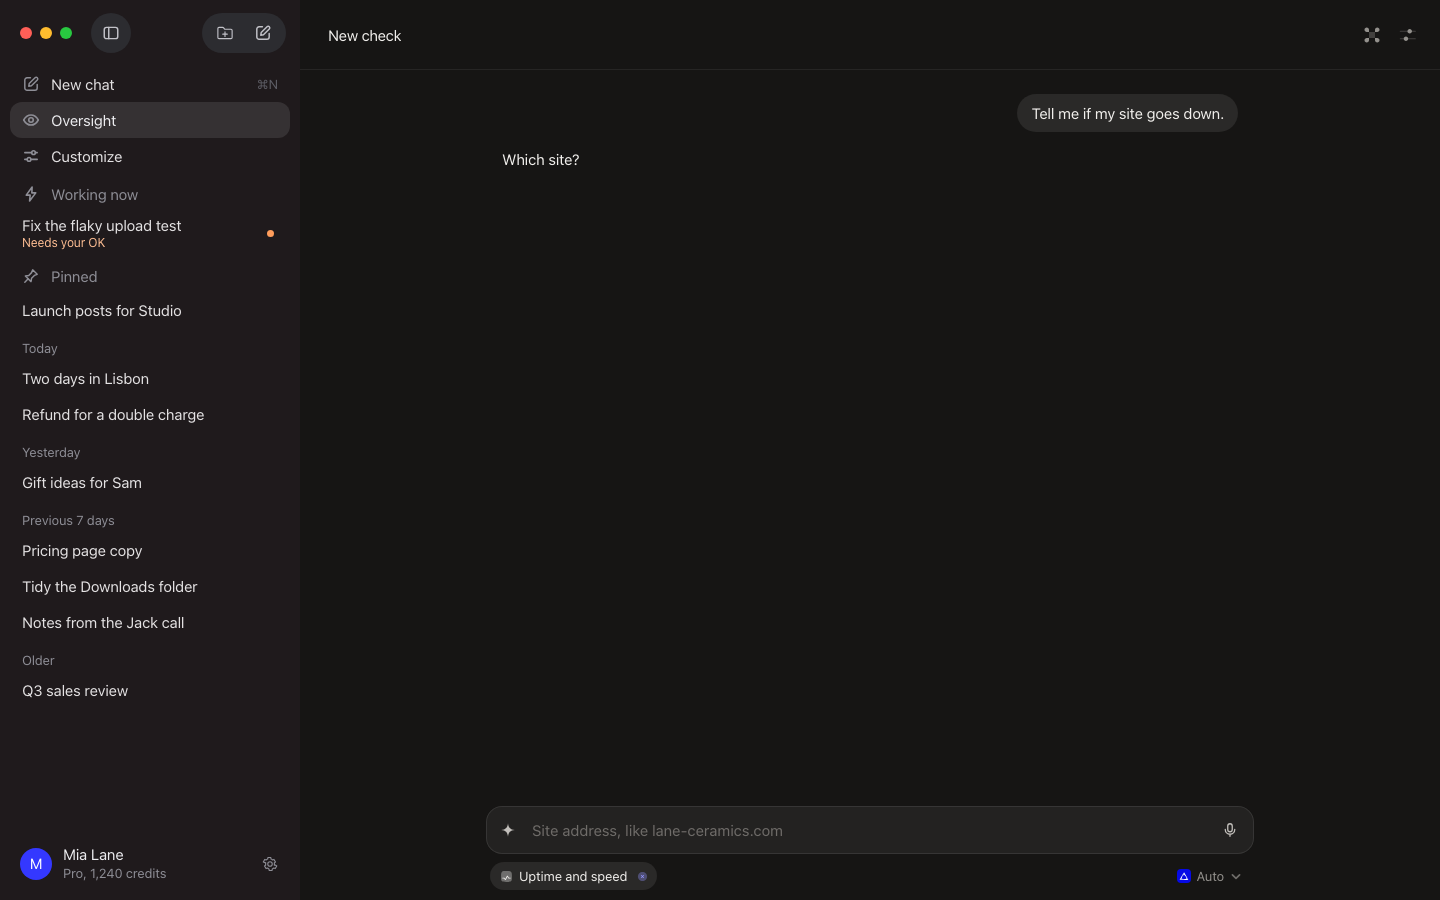 New check
New chat ⌘N
Oversight
Customize
Working now
Fix the flaky upload test
Needs your OK
Pinned
Launch posts for Studio
Today
Two days in Lisbon
Refund for a double charge
Yesterday
Gift ideas for Sam
Previous 7 days
Pricing page copy
Tidy the Downloads folder
Notes from the Jack call
Older
Q3 sales review
M
Mia Lane
Pro, 1,240 credits
Tell me if my site goes down.
Which site?
Site address, like lane-ceramics.com
Uptime and speed
Auto